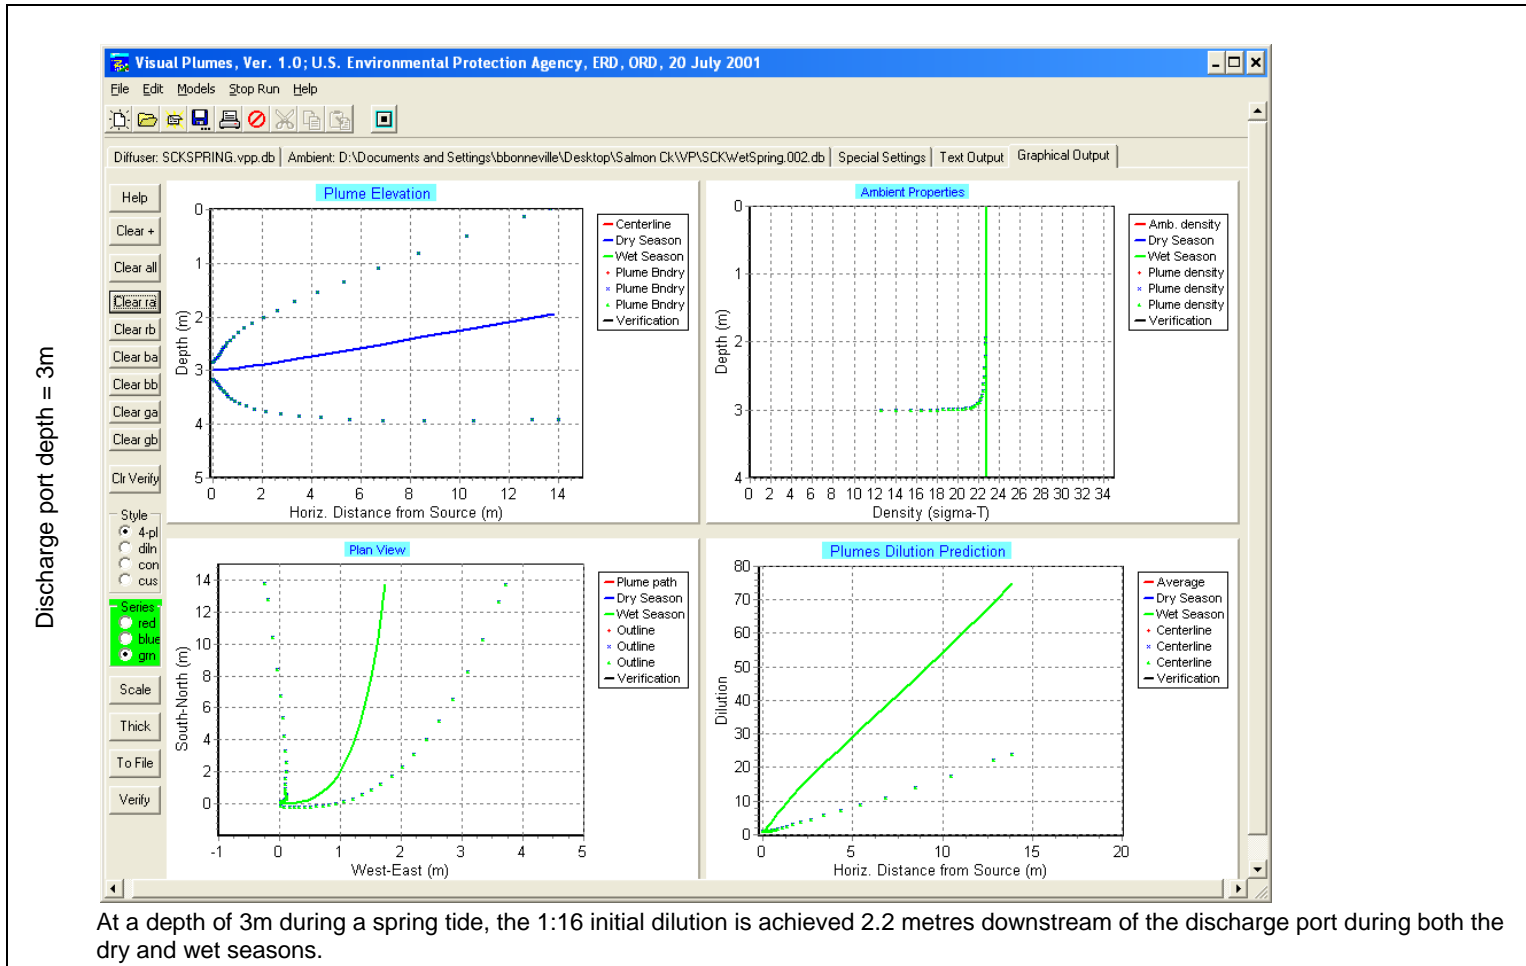 Discharge port depth = 3m
Visual Plumes, Ver. 1.0; U.S. Environmental Protection Agency, ERD, ORD, 20 July 2001
File Edit Models Stop Run Help
Diffuser: SCKSPRING.vpp.db Ambient: D:\Documents and Settings\bbonneville\Desktop\Salmon Ck\VP\SCKWetSpring.002.db Special Settings Text Output Graphical Output
Help
Clear +
Clear all
Clear ra
Clear rb
Clear ba
Clear bb
Clear ga
Clear gb
Clr Verify
Style
4-pl
diln
con
cus
Series
red
blue
grn
Scale
Thick
To File
Verify
Plume Elevation
0
1
2
3
4
5
Depth (m)
0 2 4 6 8 10 12 14
Horiz. Distance from Source (m)
Centerline
Dry Season
Wet Season
Plume Bndry
Plume Bndry
Plume Bndry
Verification
Ambient Properties
0
1
2
3
4
Depth (m)
0 2 4 6 8 10 12 14 16 18 20 22 24 26 28 30 32 34
Density (sigma-T)
Amb. density
Dry Season
Wet Season
Plume density
Plume density
Plume density
Verification
Plan View
14
12
10
8
6
4
2
0
South-North (m)
-1 0 1 2 3 4 5
West-East (m)
Plume path
Dry Season
Wet Season
Outline
Outline
Outline
Verification
Plumes Dilution Prediction
80
70
60
50
40
30
20
10
0
Dilution
0 5 10 15 20
Horiz. Distance from Source (m)
Average
Dry Season
Wet Season
Centerline
Centerline
Centerline
Verification
At a depth of 3m during a spring tide, the 1:16 initial dilution is achieved 2.2 metres downstream of the discharge port during both the
dry and wet seasons.